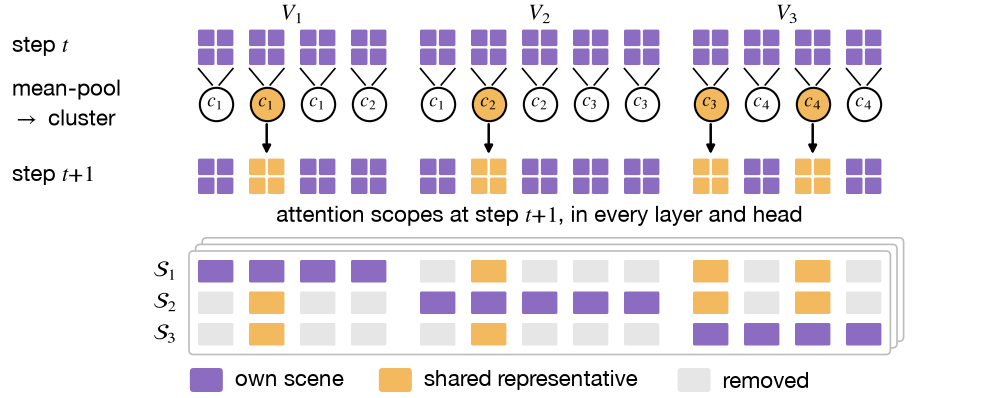 V₁ V₂ V₃
step t
mean-pool
→ cluster
c₁ c₁ c₁ c₂ c₁ c₂ c₂ c₃ c₃ c₃ c₄ c₄ c₄
step t+1
attention scopes at step t+1, in every layer and head
𝒮₁
𝒮₂
𝒮₃
own scene shared representative removed